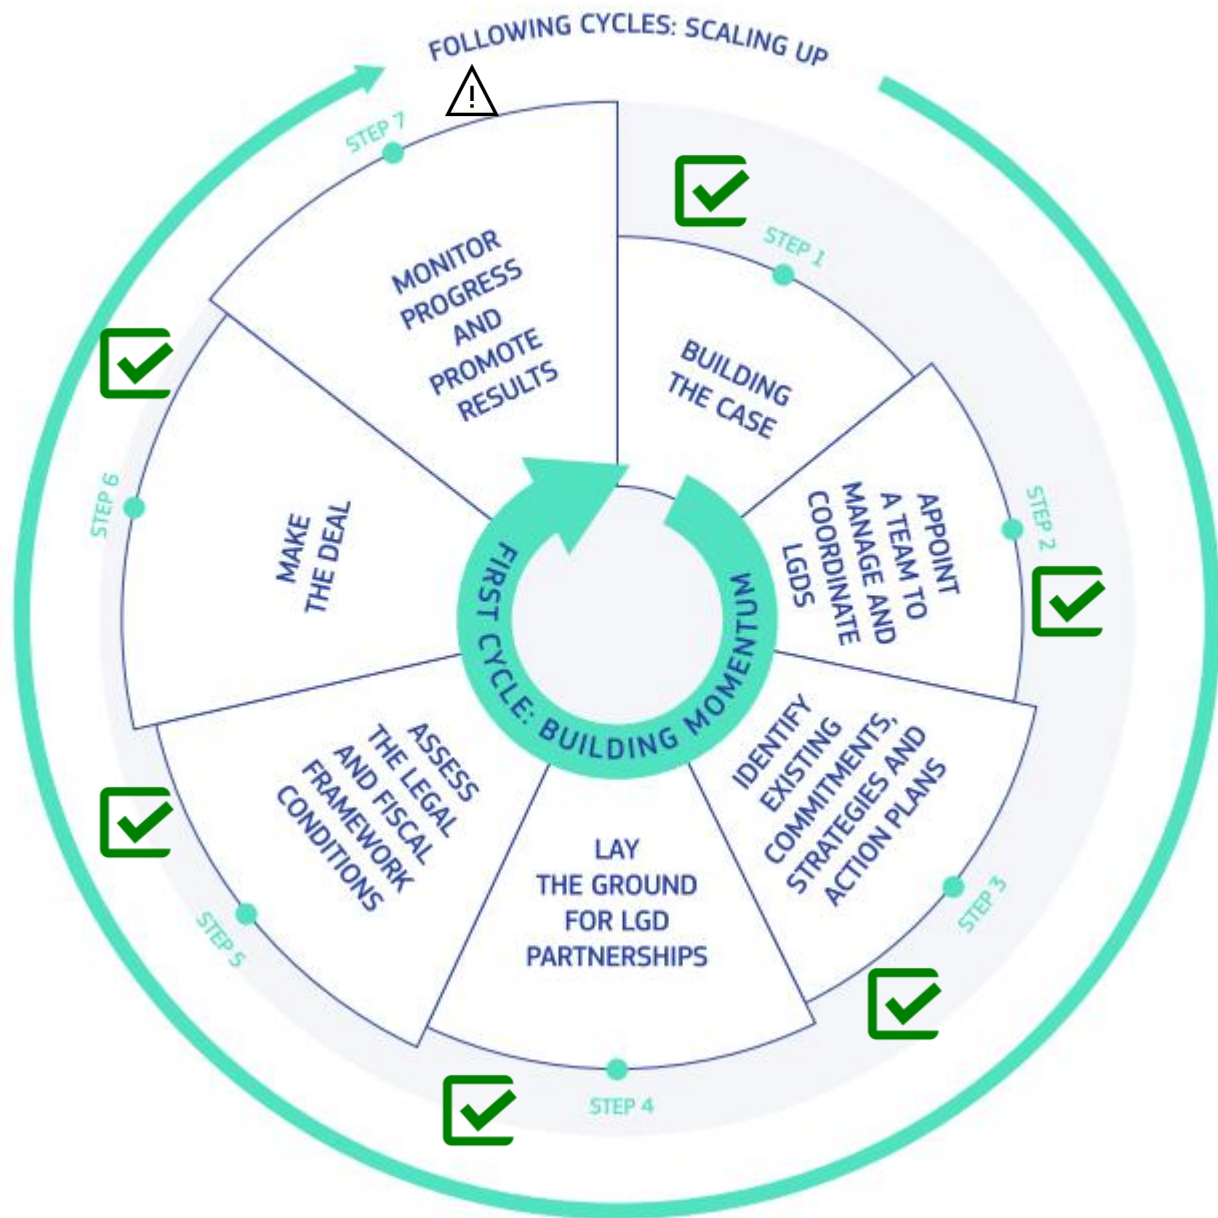 FOLLOWING CYCLES: SCALING UP
STEP 1
BUILDING
THE CASE
STEP 2
APPOINT
A TEAM TO
MANAGE AND
COORDINATE
LGDS
STEP 3
IDENTIFY
EXISTING
COMMITMENTS,
STRATEGIES AND
ACTION PLANS
STEP 4
LAY
THE GROUND
FOR LGD
PARTNERSHIPS
STEP 5
ASSESS
THE LEGAL
AND FISCAL
FRAMEWORK
CONDITIONS
STEP 6
MAKE
THE DEAL
STEP 7
MONITOR
PROGRESS
AND
PROMOTE
RESULTS
FIRST CYCLE: BUILDING MOMENTUM